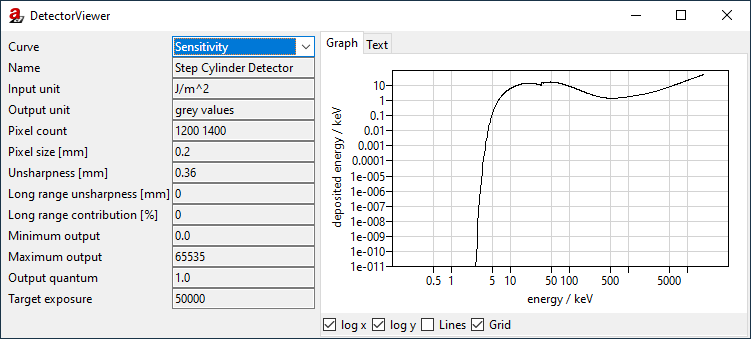 DetectorViewer
Curve Sensitivity
Name Step Cylinder Detector
Input unit J/m^2
Output unit grey values
Pixel count 1200 1400
Pixel size [mm] 0.2
Unsharpness [mm] 0.36
Long range unsharpness [mm] 0
Long range contribution [%] 0
Minimum output 0.0
Maximum output 65535
Output quantum 1.0
Target exposure 50000
Graph Text
deposited energy / keV
10
1
0.1
0.01
0.001
0.0001
1e-005
1e-006
1e-007
1e-008
1e-009
1e-010
1e-011
0.5 1 5 10 50 100 500 5000
energy / keV
log x log y Lines Grid